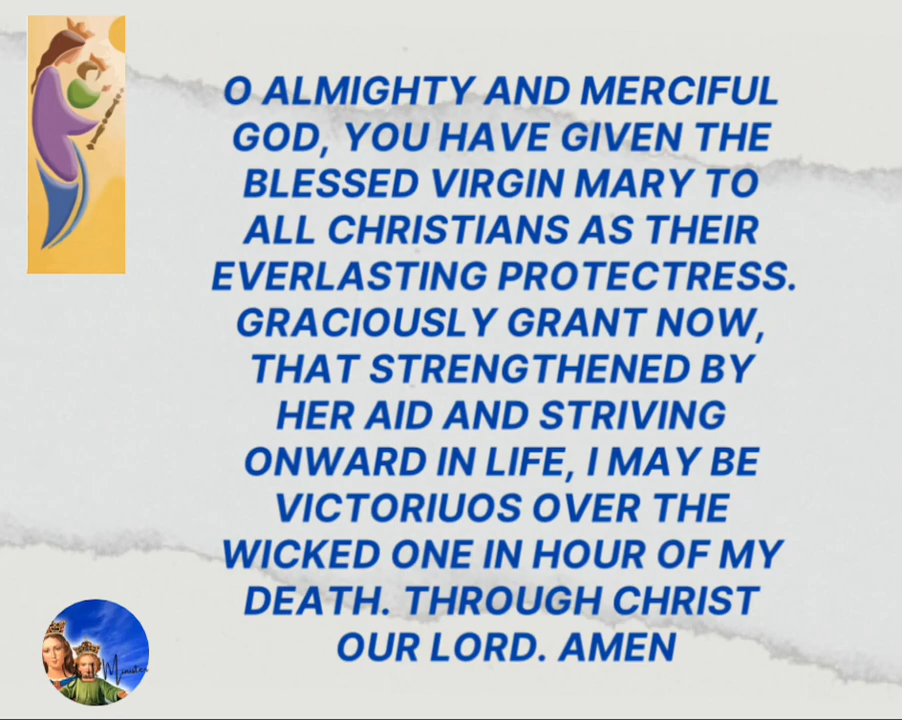 O ALMIGHTY AND MERCIFUL
GOD, YOU HAVE GIVEN THE
BLESSED VIRGIN MARY TO
ALL CHRISTIANS AS THEIR
EVERLASTING PROTECTRESS.
GRACIOUSLY GRANT NOW,
THAT STRENGTHENED BY
HER AID AND STRIVING
ONWARD IN LIFE, I MAY BE
VICTORIUOS OVER THE
WICKED ONE IN HOUR OF MY
DEATH. THROUGH CHRIST
OUR LORD. AMEN